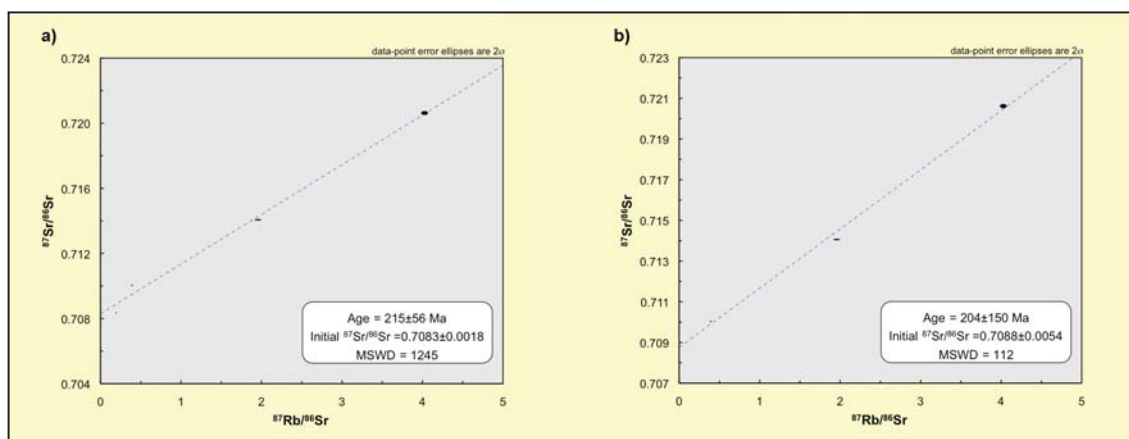 a)
data-point error ellipses are 2σ
0.724
0.720
0.716
0.712
0.708
0.704
⁸⁷Sr/⁸⁶Sr
0 1 2 3 4 5
⁸⁷Rb/⁸⁶Sr
Age = 215±56 Ma
Initial ⁸⁷Sr/⁸⁶Sr =0.7083±0.0018
MSWD = 1245
b)
data-point error ellipses are 2σ
0.723
0.721
0.719
0.717
0.715
0.713
0.711
0.709
0.707
⁸⁷Sr/⁸⁶Sr
0 1 2 3 4 5
⁸⁷Rb/⁸⁶Sr
Age = 204±150 Ma
Initial ⁸⁷Sr/⁸⁶Sr =0.7088±0.0054
MSWD = 112